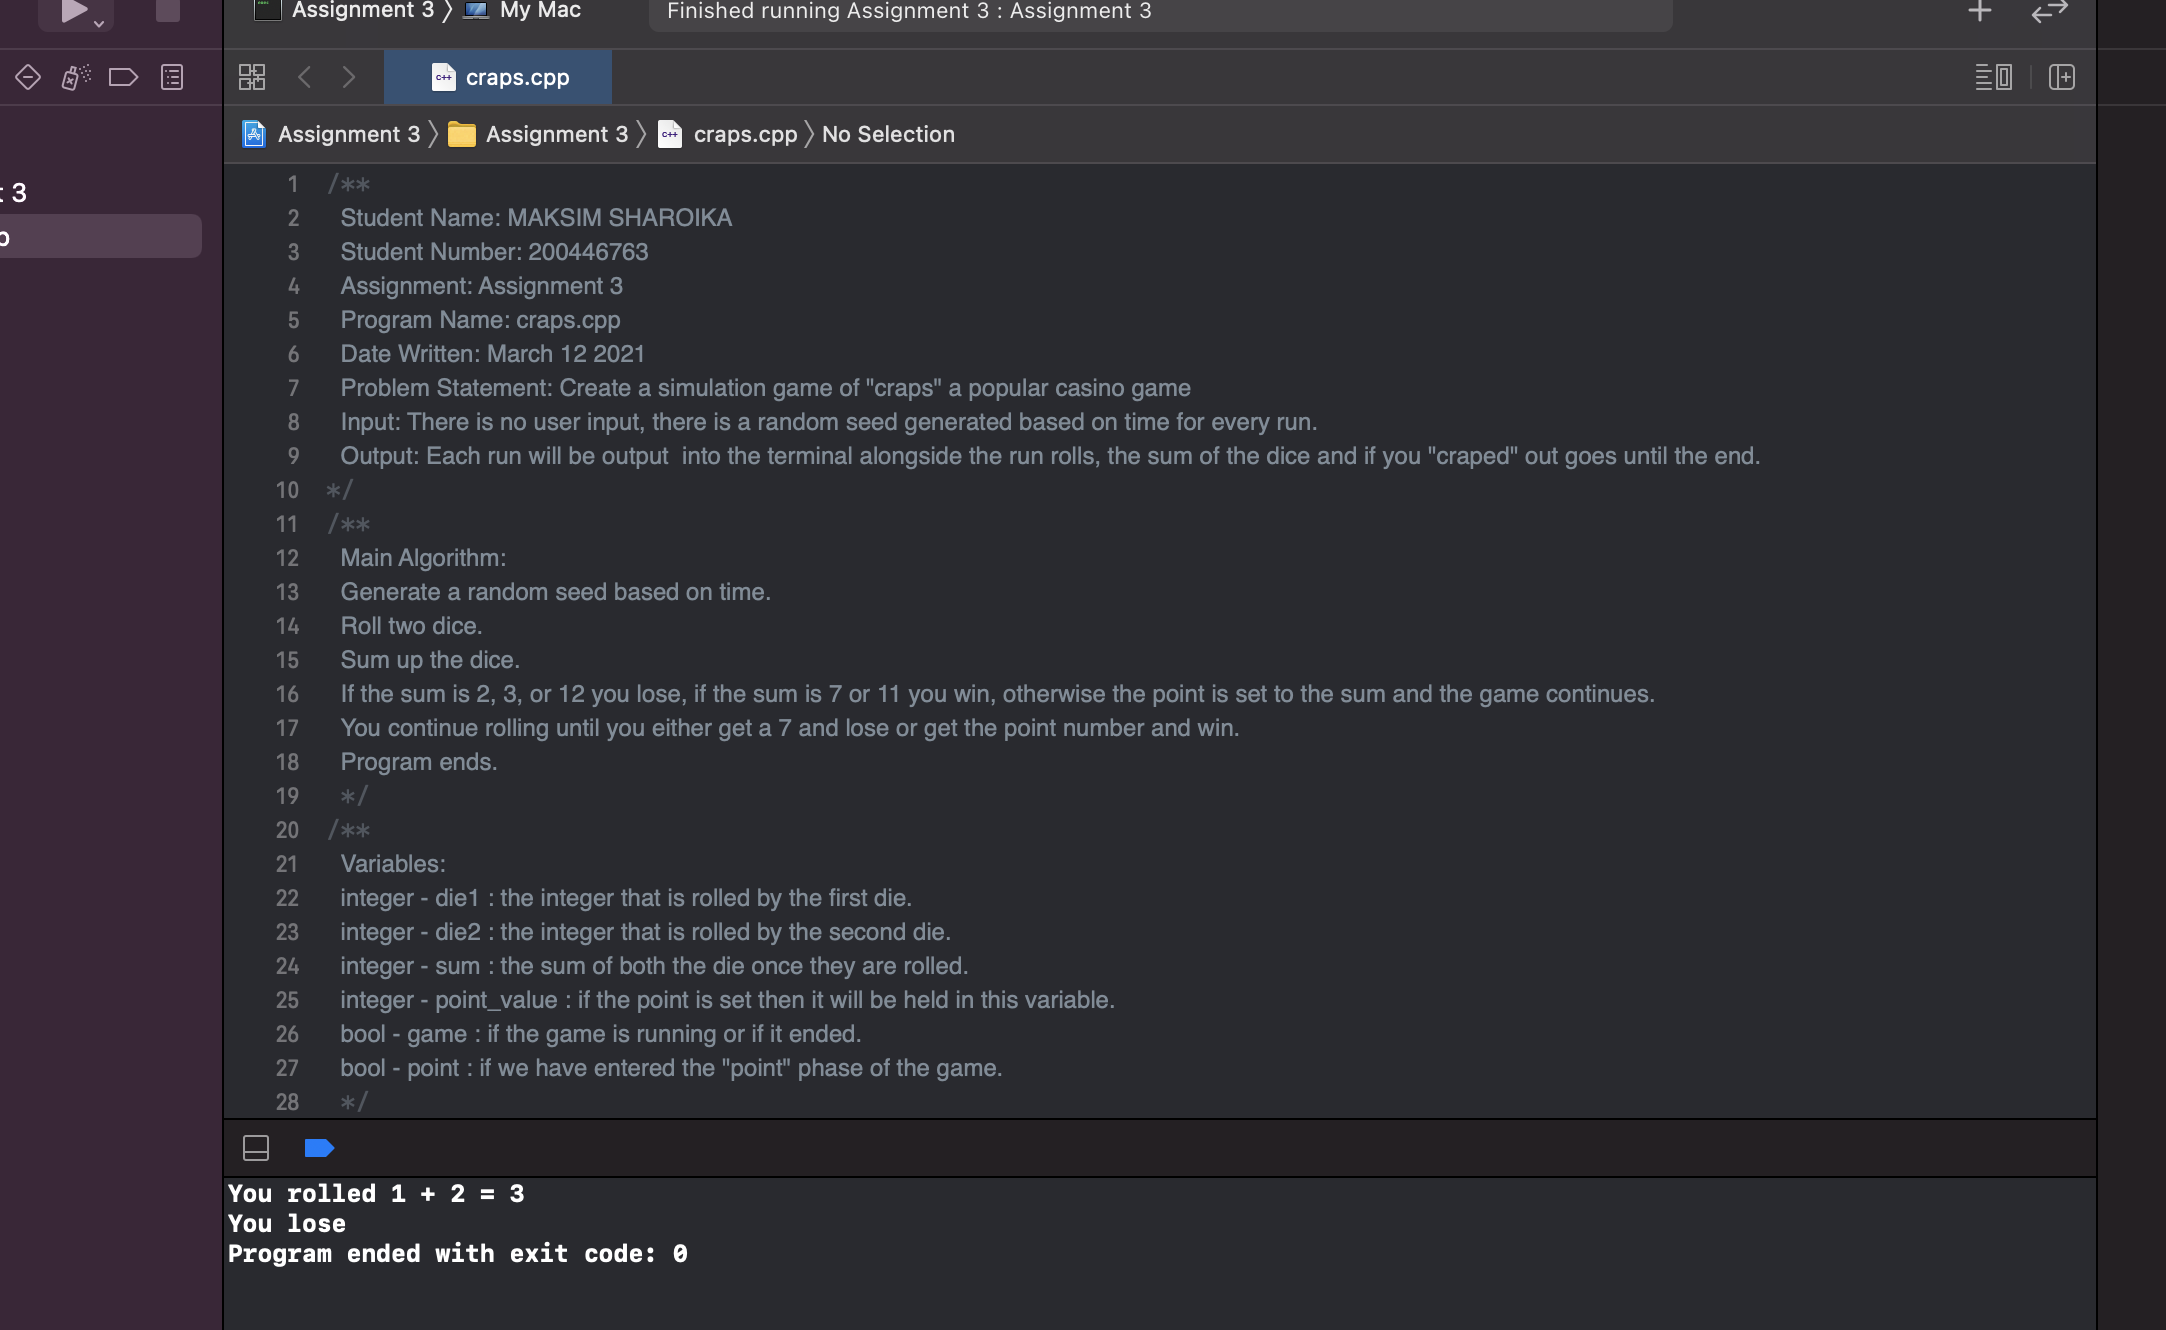 Assignment 3 〉 My Mac
Finished running Assignment 3 : Assignment 3
craps.cpp
Assignment 3 〉 Assignment 3 〉 craps.cpp 〉 No Selection
3
1 /**
2 Student Name: MAKSIM SHAROIKA
3 Student Number: 200446763
4 Assignment: Assignment 3
5 Program Name: craps.cpp
6 Date Written: March 12 2021
7 Problem Statement: Create a simulation game of "craps" a popular casino game
8 Input: There is no user input, there is a random seed generated based on time for every run.
9 Output: Each run will be output  into the terminal alongside the run rolls, the sum of the dice and if you "craped" out goes until the end.
10 */
11 /**
12 Main Algorithm:
13 Generate a random seed based on time.
14 Roll two dice.
15 Sum up the dice.
16 If the sum is 2, 3, or 12 you lose, if the sum is 7 or 11 you win, otherwise the point is set to the sum and the game continues.
17 You continue rolling until you either get a 7 and lose or get the point number and win.
18 Program ends.
19 */
20 /**
21 Variables:
22 integer - die1 : the integer that is rolled by the first die.
23 integer - die2 : the integer that is rolled by the second die.
24 integer - sum : the sum of both the die once they are rolled.
25 integer - point_value : if the point is set then it will be held in this variable.
26 bool - game : if the game is running or if it ended.
27 bool - point : if we have entered the "point" phase of the game.
28 */
You rolled 1 + 2 = 3
You lose
Program ended with exit code: 0